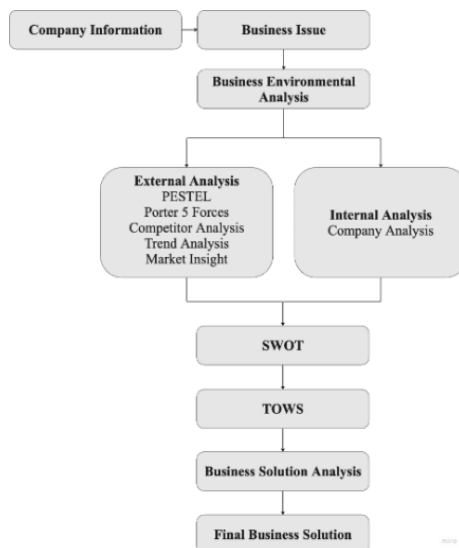 Company Information
Business Issue
Business Environmental
Analysis
External Analysis
PESTEL
Porter 5 Forces
Competitor Analysis
Trend Analysis
Market Insight
Internal Analysis
Company Analysis
SWOT
TOWS
Business Solution Analysis
Final Business Solution